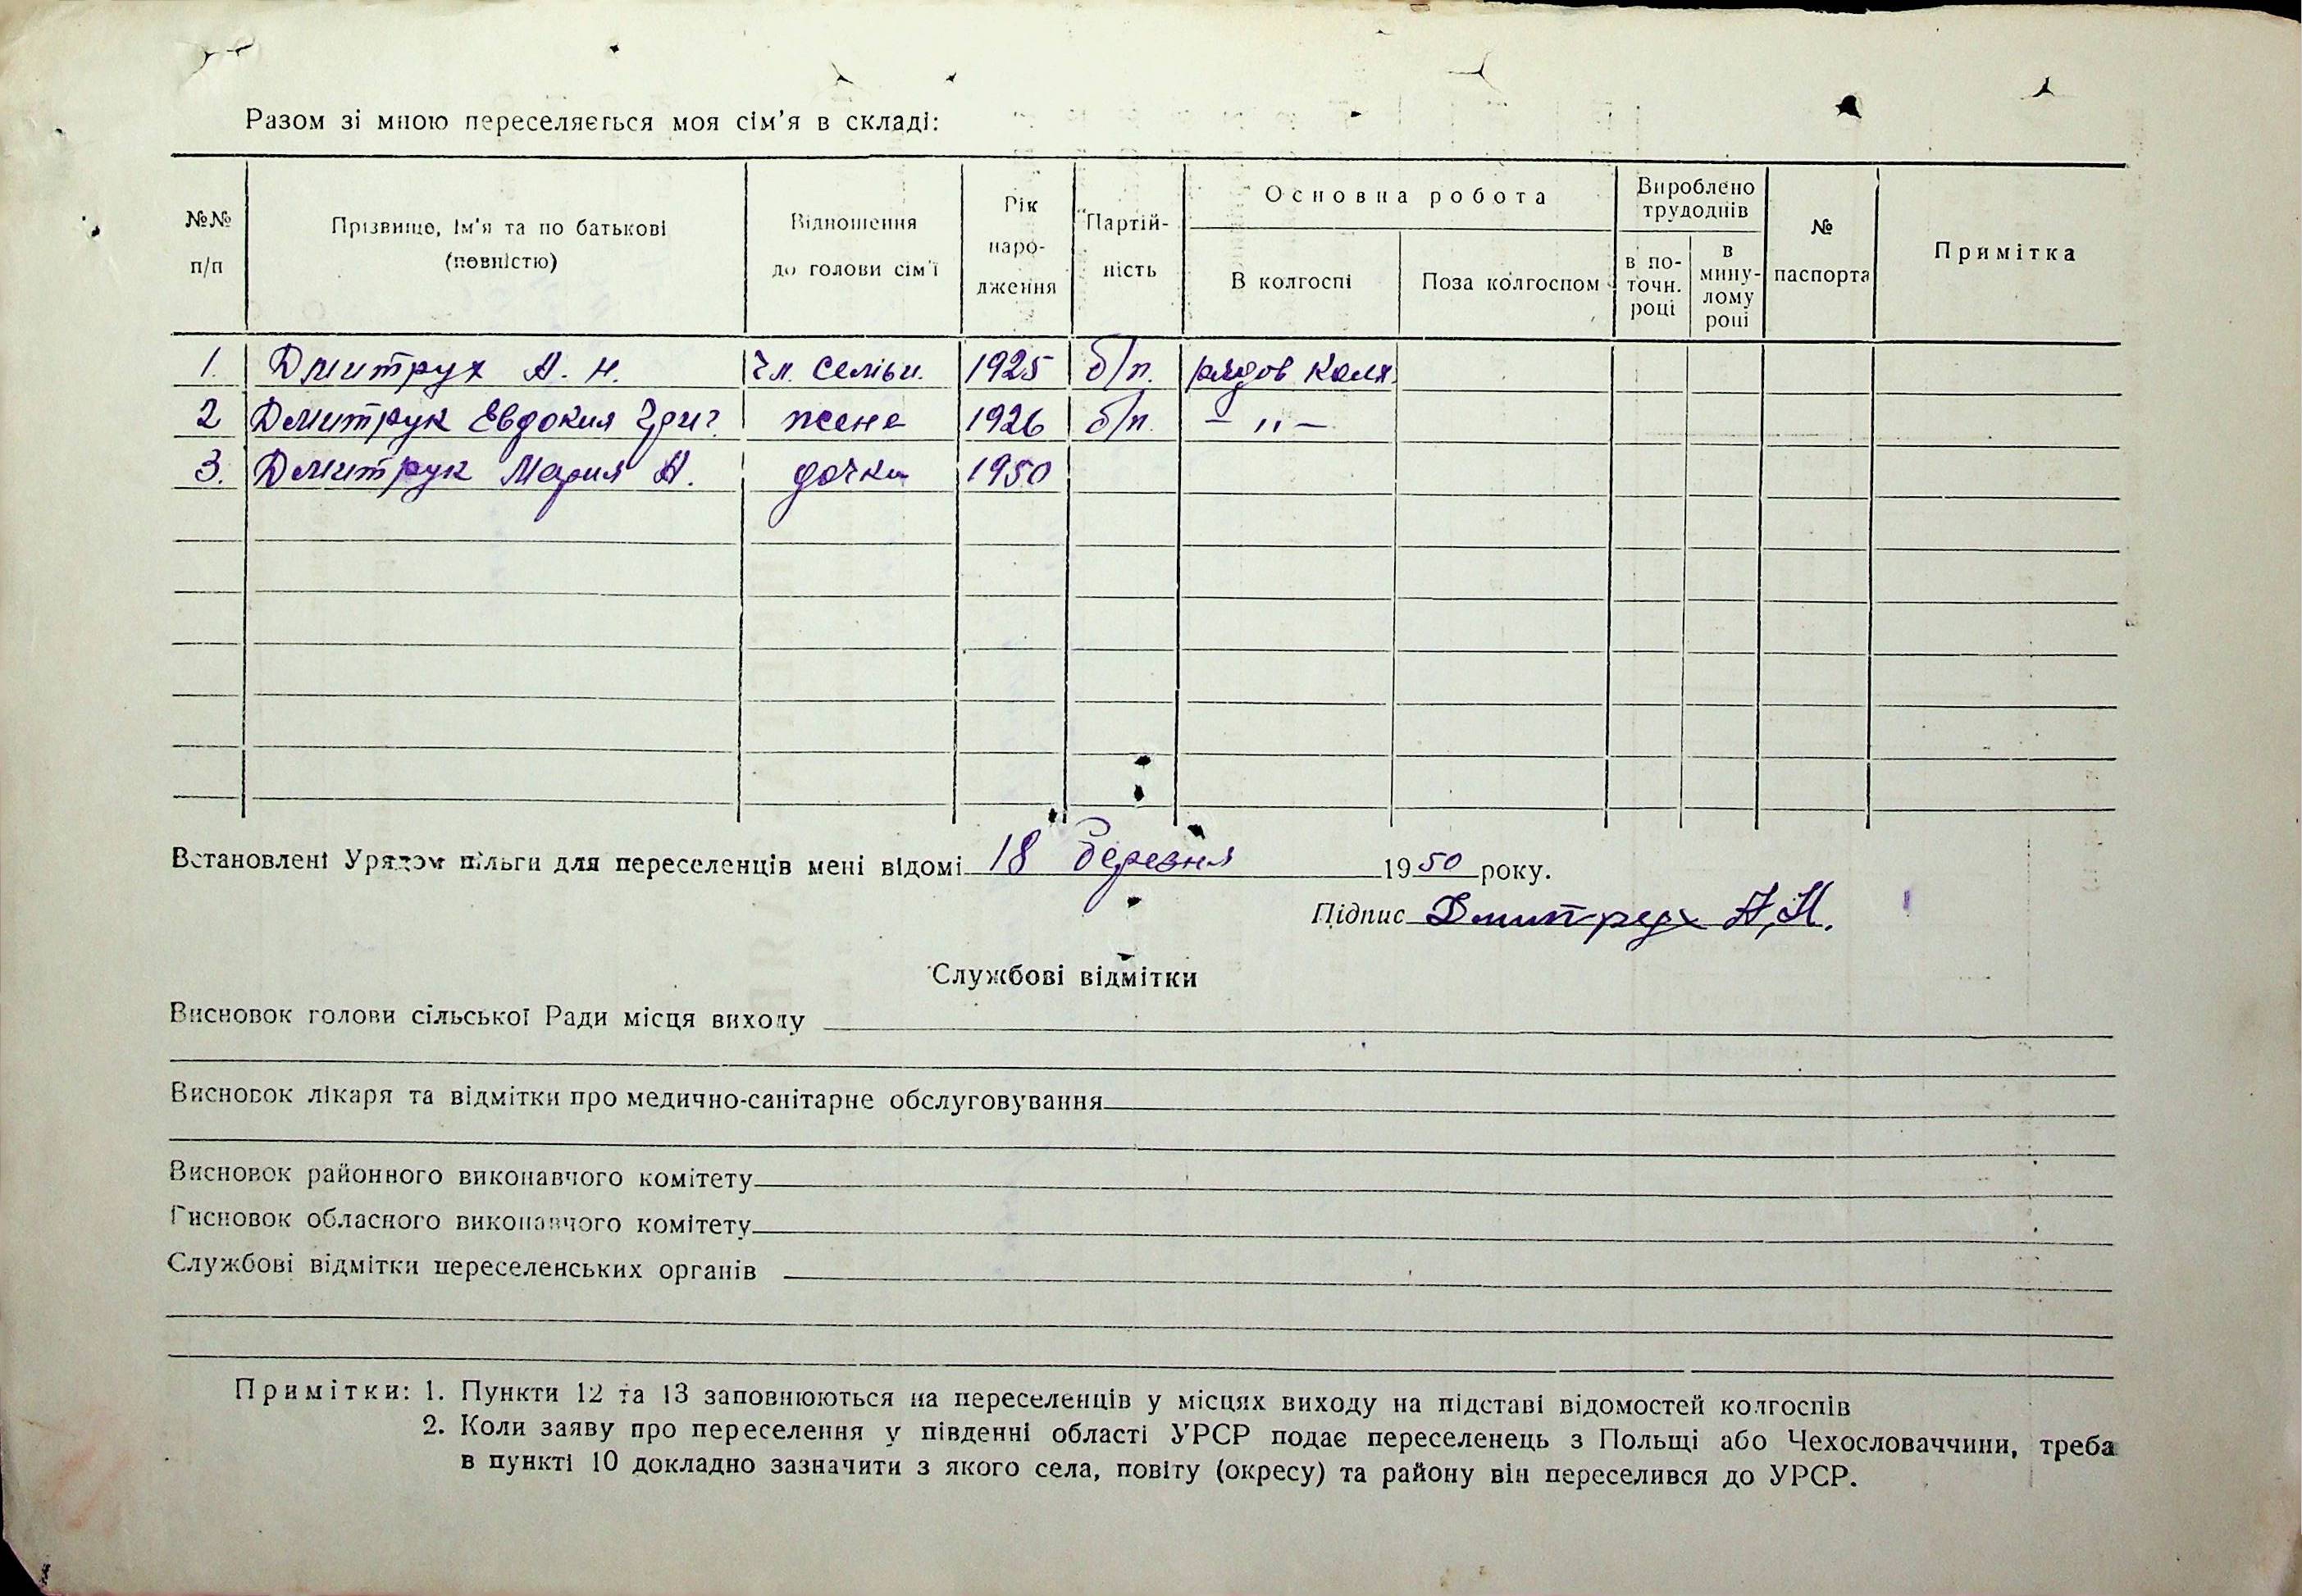 Разом зі мною переселяється моя сім'я в складі:
№№ п/п
Прізвище, ім'я та по батькові (повністю)
Відношення до голови сім'ї
Рік народження
Партійність
Основна робота
В колгоспі
Поза колгоспом
Вироблено трудоднів
в поточн. році
в минулому році
№ паспорта
Примітка
1. Дмитрух А. Н. 1925 б/п. рядов
2 Дмитрук Евдокия Григ. жена 1926 б/п. – „ –
3. Дмитрук Мария А. дочка 1950
Встановлені Урядом пільги для переселенців мені відомі 18 березня 1950 року.
Підпис Дмитрух А.Н.
Службові відмітки
Висновок голови сільської Ради місця виходу
Висновок лікаря та відмітки про медично-санітарне обслуговування
Висновок районного виконавчого комітету
Висновок обласного виконавчого комітету
Службові відмітки переселенських органів
Примітки: 1. Пункти 12 та 13 заповнюються на переселенців у місцях виходу на підставі відомостей колгоспів
2. Коли заяву про переселення у південні області УРСР подає переселенець з Польщі або Чехословаччини, треба
в пункті 10 докладно зазначити з якого села, повіту (окресу) та району він переселився до УРСР.